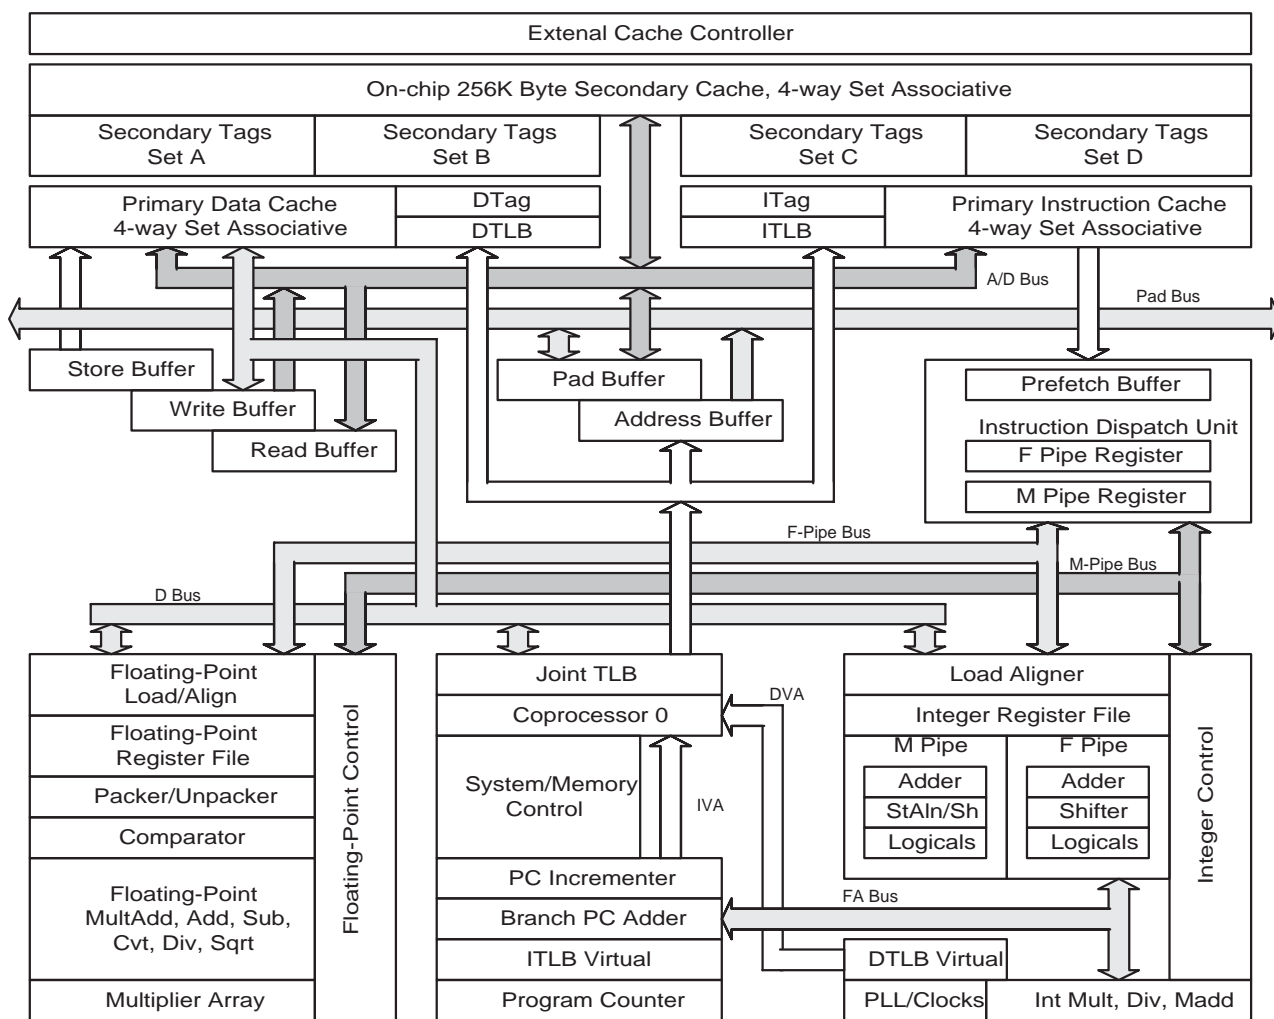 Extenal Cache Controller
On-chip 256K Byte Secondary Cache, 4-way Set Associative
Secondary Tags
Set A
Secondary Tags
Set B
Secondary Tags
Set C
Secondary Tags
Set D
Primary Data Cache
4-way Set Associative
DTag
DTLB
ITag
ITLB
Primary Instruction Cache
4-way Set Associative
A/D Bus
Pad Bus
Store Buffer
Write Buffer
Read Buffer
Pad Buffer
Address Buffer
Prefetch Buffer
Instruction Dispatch Unit
F Pipe Register
M Pipe Register
F-Pipe Bus
M-Pipe Bus
D Bus
Floating-Point
Load/Align
Floating-Point
Register File
Packer/Unpacker
Comparator
Floating-Point
MultAdd, Add, Sub,
Cvt, Div, Sqrt
Multiplier Array
Floating-Point Control
Joint TLB
Coprocessor 0
System/Memory
Control
PC Incrementer
Branch PC Adder
ITLB Virtual
Program Counter
DVA
IVA
FA Bus
Load Aligner
Integer Register File
M Pipe
Adder
StAln/Sh
Logicals
F Pipe
Adder
Shifter
Logicals
Integer Control
DTLB Virtual
PLL/Clocks
Int Mult, Div, Madd